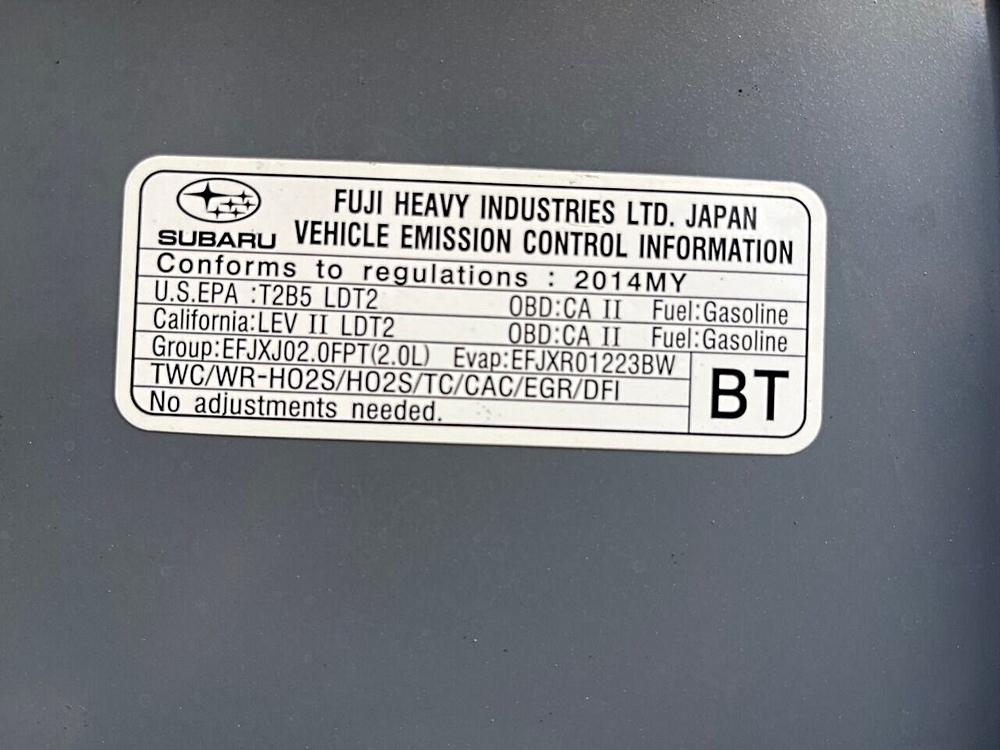 FUJI HEAVY INDUSTRIES LTD. JAPAN
SUBARU VEHICLE EMISSION CONTROL INFORMATION
Conforms to regulations : 2014MY
U.S.EPA :T2B5 LDT2 OBD:CA II Fuel:Gasoline
California:LEV II LDT2 OBD:CA II Fuel:Gasoline
Group:EFJXJ02.0FPT(2.0L) Evap:EFJXR01223BW
TWC/WR-HO2S/HO2S/TC/CAC/EGR/DFI
BT
No adjustments needed.